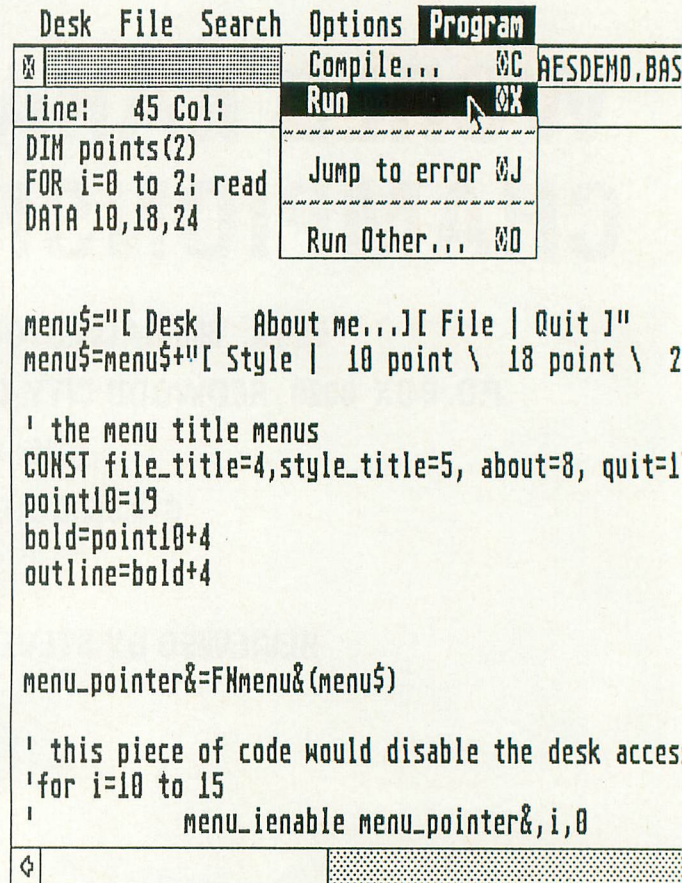 Desk File Search Options Program
AESDEMO.BAS
Compile... C
Run X
Jump to error J
Run Other... O
Line: 45 Col:
DIM points(2)
FOR i=0 to 2: read
DATA 10,18,24
menu$="[ Desk | About me...][ File | Quit ]"
menu$=menu$+"[ Style | 10 point \ 18 point \ 2
' the menu title menus
CONST file_title=4,style_title=5, about=8, quit=1
point10=19
bold=point10+4
outline=bold+4
menu_pointer&=FNmenu&(menu$)
' this piece of code would disable the desk acces
'for i=10 to 15
' menu_ienable menu_pointer&,i,0